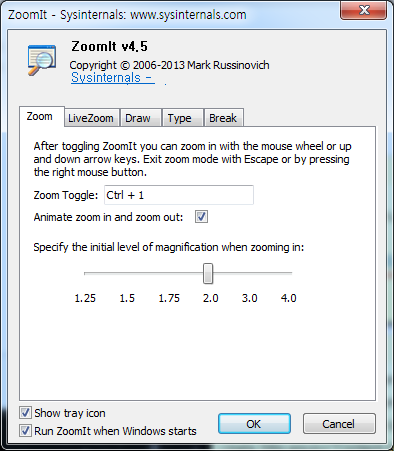 ZoomIt - Sysinternals: www.sysinternals.com
ZoomIt v4.5
Copyright © 2006-2013 Mark Russinovich
Sysinternals -
Zoom LiveZoom Draw Type Break
After toggling ZoomIt you can zoom in with the mouse wheel or up
and down arrow keys. Exit zoom mode with Escape or by pressing
the right mouse button.
Zoom Toggle: Ctrl + 1
Animate zoom in and zoom out:
Specify the initial level of magnification when zooming in:
1.25 1.5 1.75 2.0 3.0 4.0
Show tray icon
Run ZoomIt when Windows starts
OK Cancel